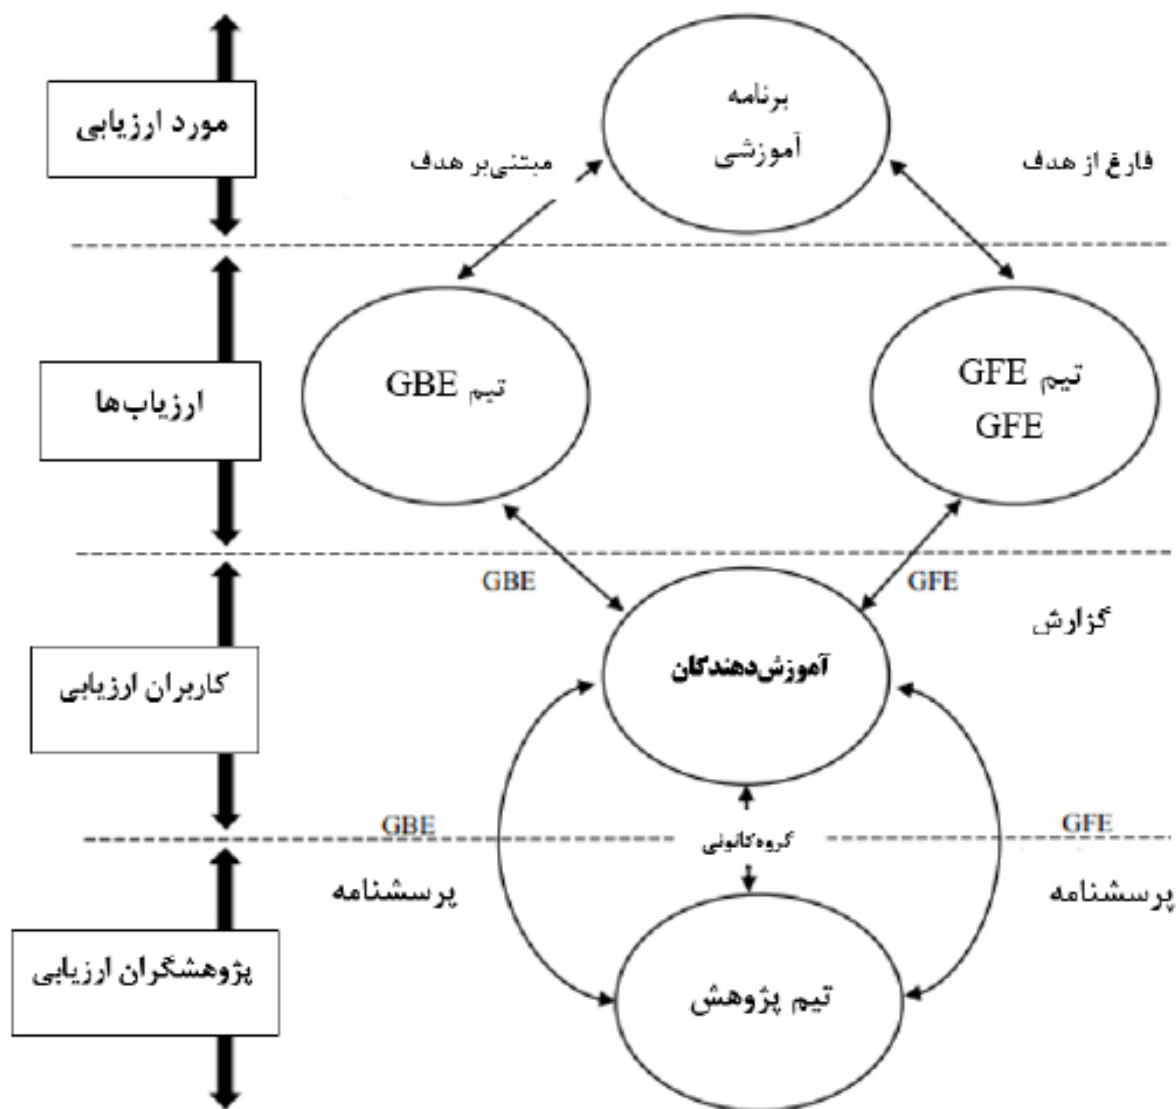 برنامه
آموزشی
مورد ارزیابی
مبتنی‌بر هدف
فارغ از هدف
تیم GFE
GFE
تیم GBE
ارزیاب‌ها
GBE
GFE
گزارش
آموزش‌دهندگان
کاربران ارزیابی
GBE
GFE
گروه‌کانونی
پرسشنامه
پرسشنامه
پژوهشگران ارزیابی
تیم پژوهش